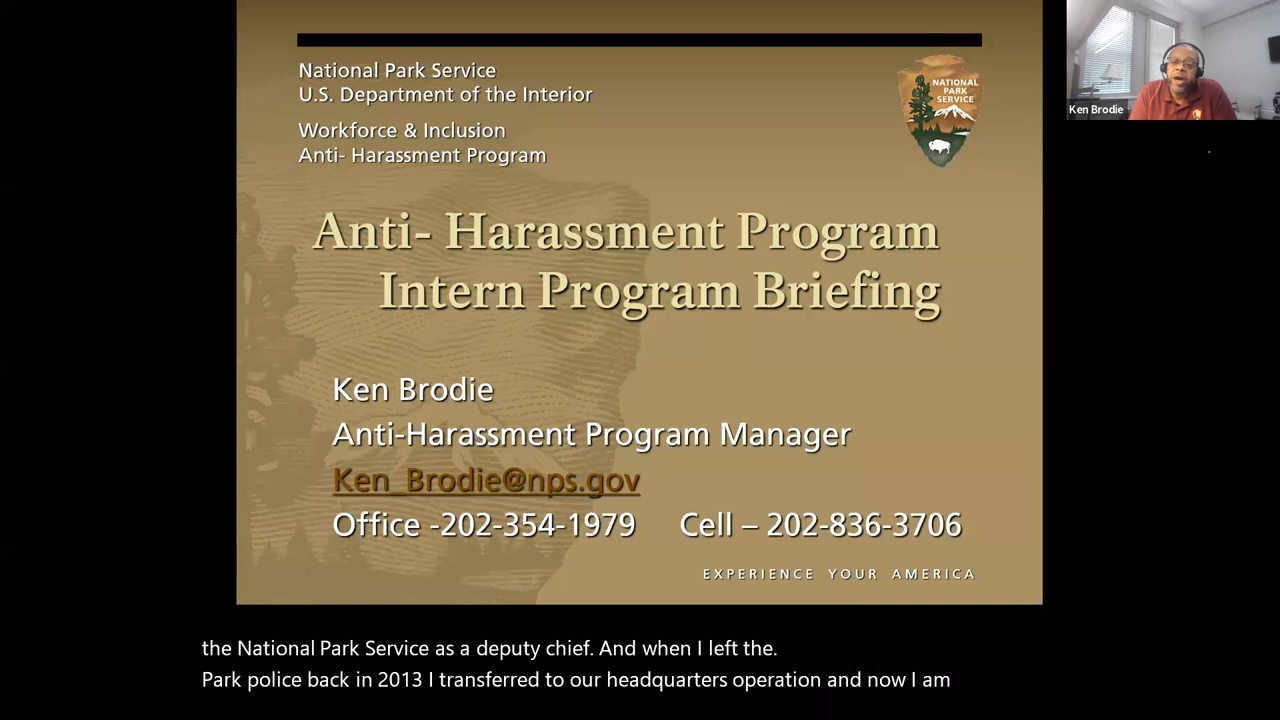 National Park Service
U.S. Department of the Interior
Workforce & Inclusion
Anti- Harassment Program
NATIONAL
PARK
SERVICE
Anti- Harassment Program
Intern Program Briefing
Ken Brodie
Anti-Harassment Program Manager
Ken_Brodie@nps.gov
Office -202-354-1979 Cell – 202-836-3706
EXPERIENCE YOUR AMERICA
Ken Brodie
the National Park Service as a deputy chief. And when I left the.
Park police back in 2013 I transferred to our headquarters operation and now I am